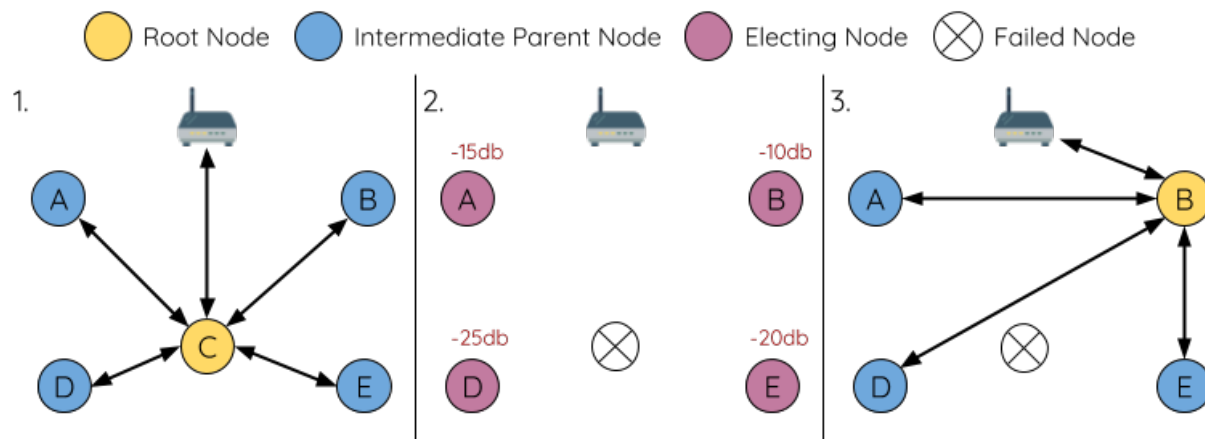 Root Node Intermediate Parent Node Electing Node Failed Node
1. 2. 3.
-15db -10db
A B A B A B
-25db -20db
C
D E D E D E